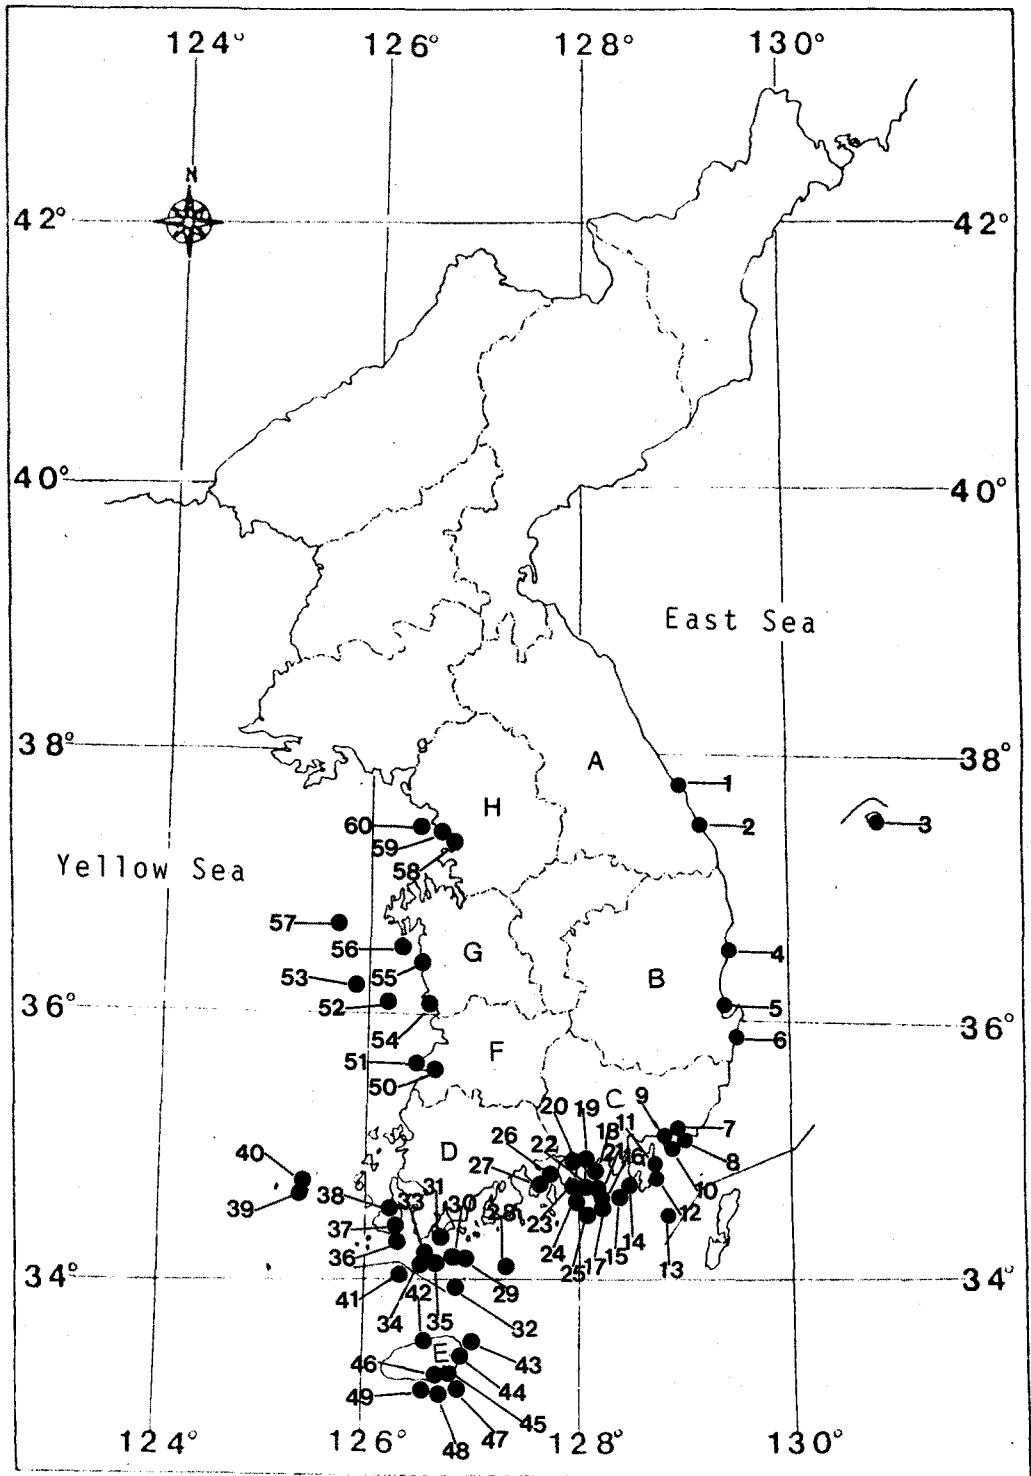 124° 126° 128° 130°
N
42° 42°
40° 40°
East Sea
38° 38°
A
1
H
60 2 3
59
Yellow Sea
58
57
56 G 4
53 55 B
52 5
36° 36°
54 6
51 F
50 9 C
20 19 11 7
26 22 18 21 16 8
40 D 27 10
39 38 33 31 30 28 23 12
37 24 14
36 17 15 13
34° 25 34°
41 42 29
34 35 32
E 43
46 44
49 45
48 47
124° 126° 128° 130°